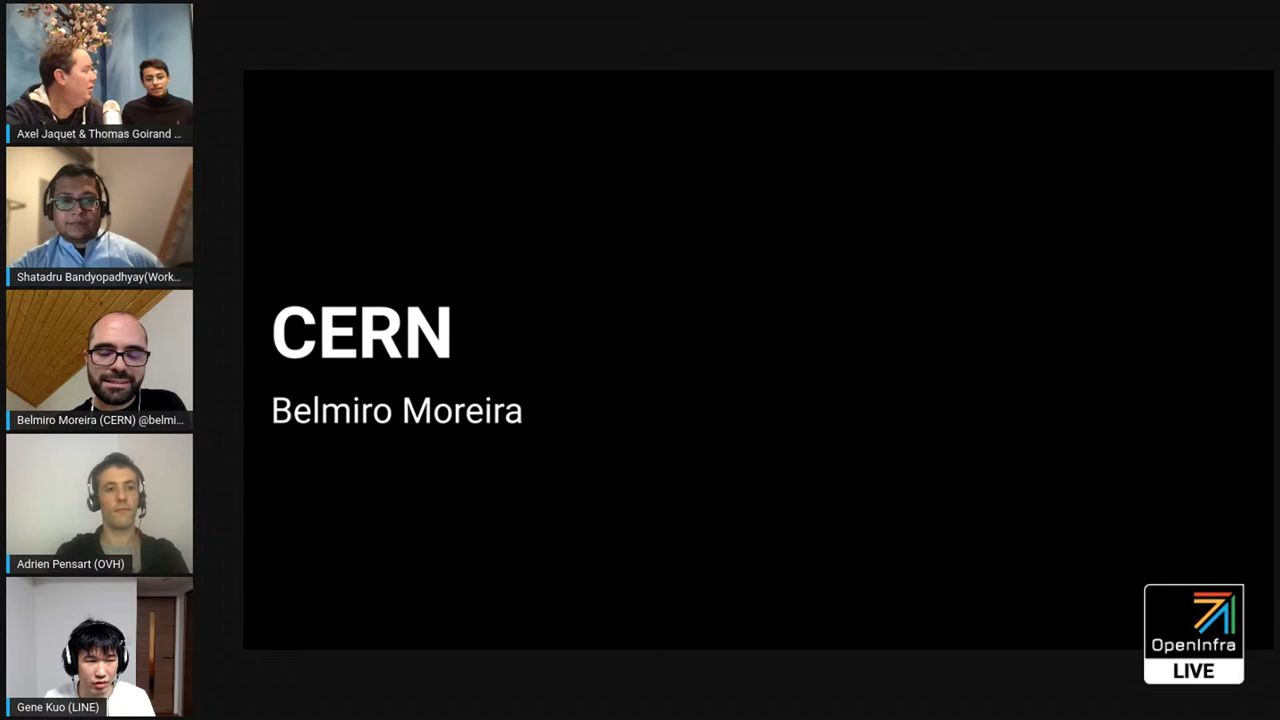 Axel Jaquet & Thomas Goirand ...
Shatadru Bandyopadhyay(Work...
Belmiro Moreira (CERN) @belmi...
Adrien Pensart (OVH)
Gene Kuo (LINE)
CERN
Belmiro Moreira
OpenInfra
LIVE